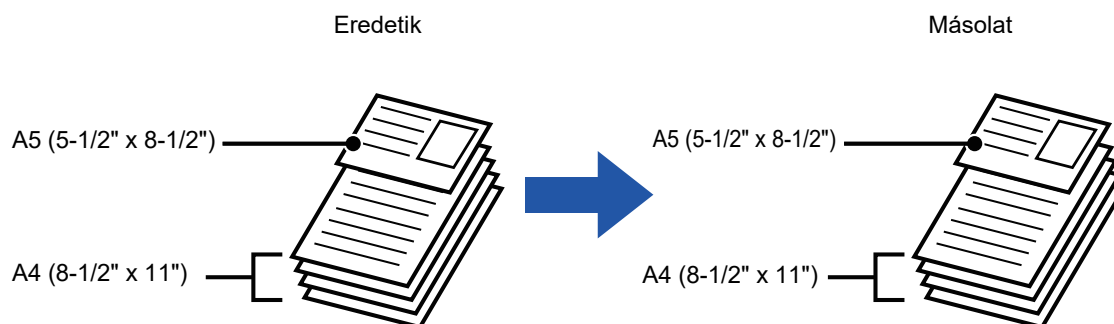 Eredetik
Másolat
A5 (5-1/2" x 8-1/2")
A5 (5-1/2" x 8-1/2")
A4 (8-1/2" x 11")
A4 (8-1/2" x 11")